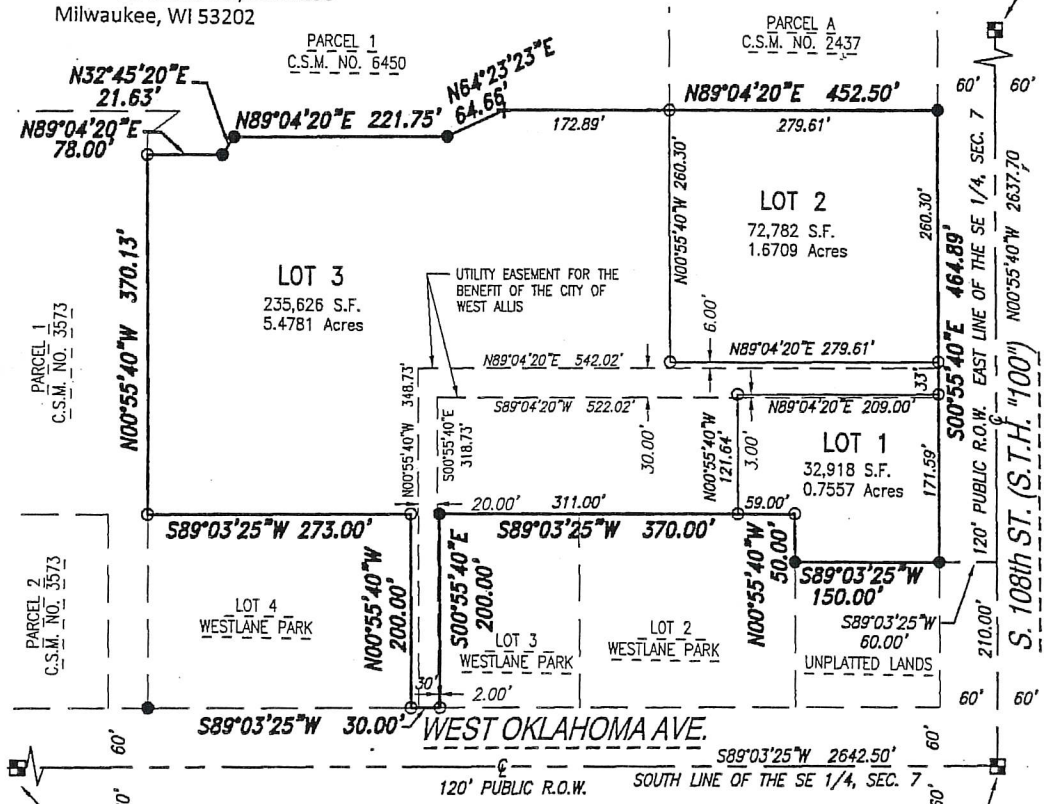 Milwaukee, WI 53202
PARCEL 1
C.S.M. NO. 6450
PARCEL A
C.S.M. NO. 2437
N32°45'20"E
21.63'
N89°04'20"E
78.00'
N89°04'20"E 221.75'
N64°23'23"E
64.66'
172.89'
N89°04'20"E 452.50'
279.61'
60'
60'
LOT 2
72,782 S.F.
1.6709 Acres
N00°55'40"W 260.30'
260.30'
S00°55'40"E 464.89'
120' PUBLIC R.O.W. EAST LINE OF THE SE 1/4, SEC. 7
N00°55'40"W 2637.70
S. 108th ST. (S.T.H. "100")
N00°55'40"W 370.13'
LOT 3
235,626 S.F.
5.4781 Acres
UTILITY EASEMENT FOR THE
BENEFIT OF THE CITY OF
WEST ALLIS
PARCEL 1
C.S.M. NO. 3573
6.00'
N89°04'20"E 279.61'
N89°04'20"E 542.02'
33'
N00°55'40"W 348.73'
S00°55'40"E
318.73'
S89°04'20"W 522.02'
30.00'
N00°55'40"W
121.64'
3.00'
N89°04'20"E 209.00'
LOT 1
32,918 S.F.
0.7557 Acres
171.59'
20.00'
311.00'
59.00'
S89°03'25"W 273.00'
S89°03'25"W 370.00'
N00°55'40"W
200.00'
S00°55'40"E
200.00'
N00°55'40"W
50.00'
S89°03'25"W
150.00'
S89°03'25"W
60.00'
210.00'
PARCEL 2
C.S.M. NO. 3573
LOT 4
WESTLANE PARK
LOT 3
WESTLANE PARK
LOT 2
WESTLANE PARK
UNPLATTED LANDS
30'
2.00'
60'
60'
S89°03'25"W 30.00'
WEST OKLAHOMA AVE.
60'
60'
S89°03'25"W 2642.50'
120' PUBLIC R.O.W.
SOUTH LINE OF THE SE 1/4, SEC. 7